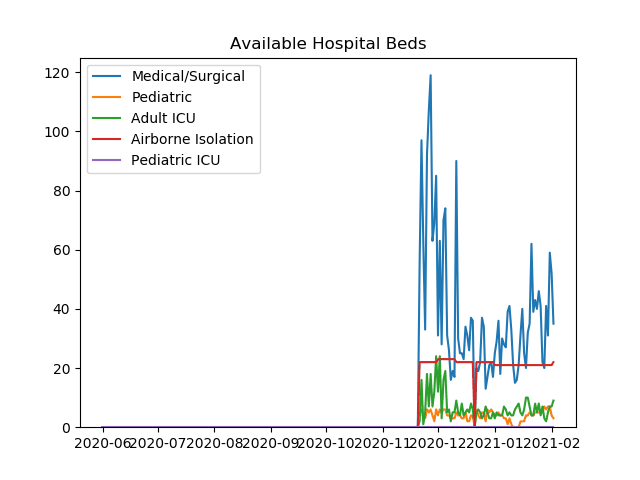 Available Hospital Beds
Medical/Surgical
Pediatric
Adult ICU
Airborne Isolation
Pediatric ICU
120
100
80
60
40
20
0
2020-06 2020-07 2020-08 2020-09 2020-10 2020-11 2020-12 2021-01 2021-02